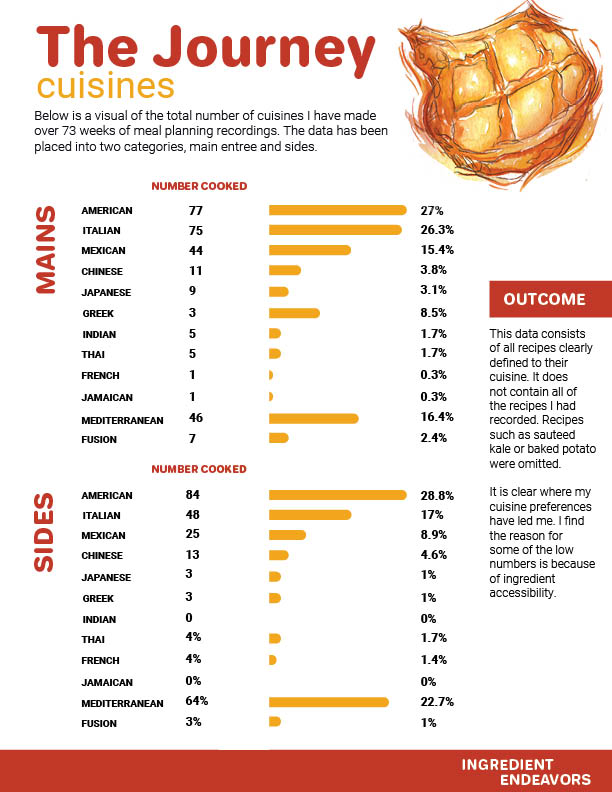 The Journey
cuisines
Below is a visual of the total number of cuisines I have made
over 73 weeks of meal planning recordings. The data has been
placed into two categories, main entree and sides.
NUMBER COOKED
MAINS
AMERICAN 77 27%
ITALIAN 75 26.3%
MEXICAN 44 15.4%
CHINESE 11 3.8%
JAPANESE 9 3.1%
GREEK 3 8.5%
INDIAN 5 1.7%
THAI 5 1.7%
FRENCH 1 0.3%
JAMAICAN 1 0.3%
MEDITERRANEAN 46 16.4%
FUSION 7 2.4%
NUMBER COOKED
SIDES
AMERICAN 84 28.8%
ITALIAN 48 17%
MEXICAN 25 8.9%
CHINESE 13 4.6%
JAPANESE 3 1%
GREEK 3 1%
INDIAN 0 0%
THAI 4% 1.7%
FRENCH 4% 1.4%
JAMAICAN 0% 0%
MEDITERRANEAN 64% 22.7%
FUSION 3% 1%
OUTCOME
This data consists
of all recipes clearly
defined to their
cuisine. It does
not contain all of
the recipes I had
recorded. Recipes
such as sauteed
kale or baked potato
were omitted.
It is clear where my
cuisine preferences
have led me. I find
the reason for
some of the low
numbers is because
of ingredient
accessibility.
INGREDIENT
ENDEAVORS